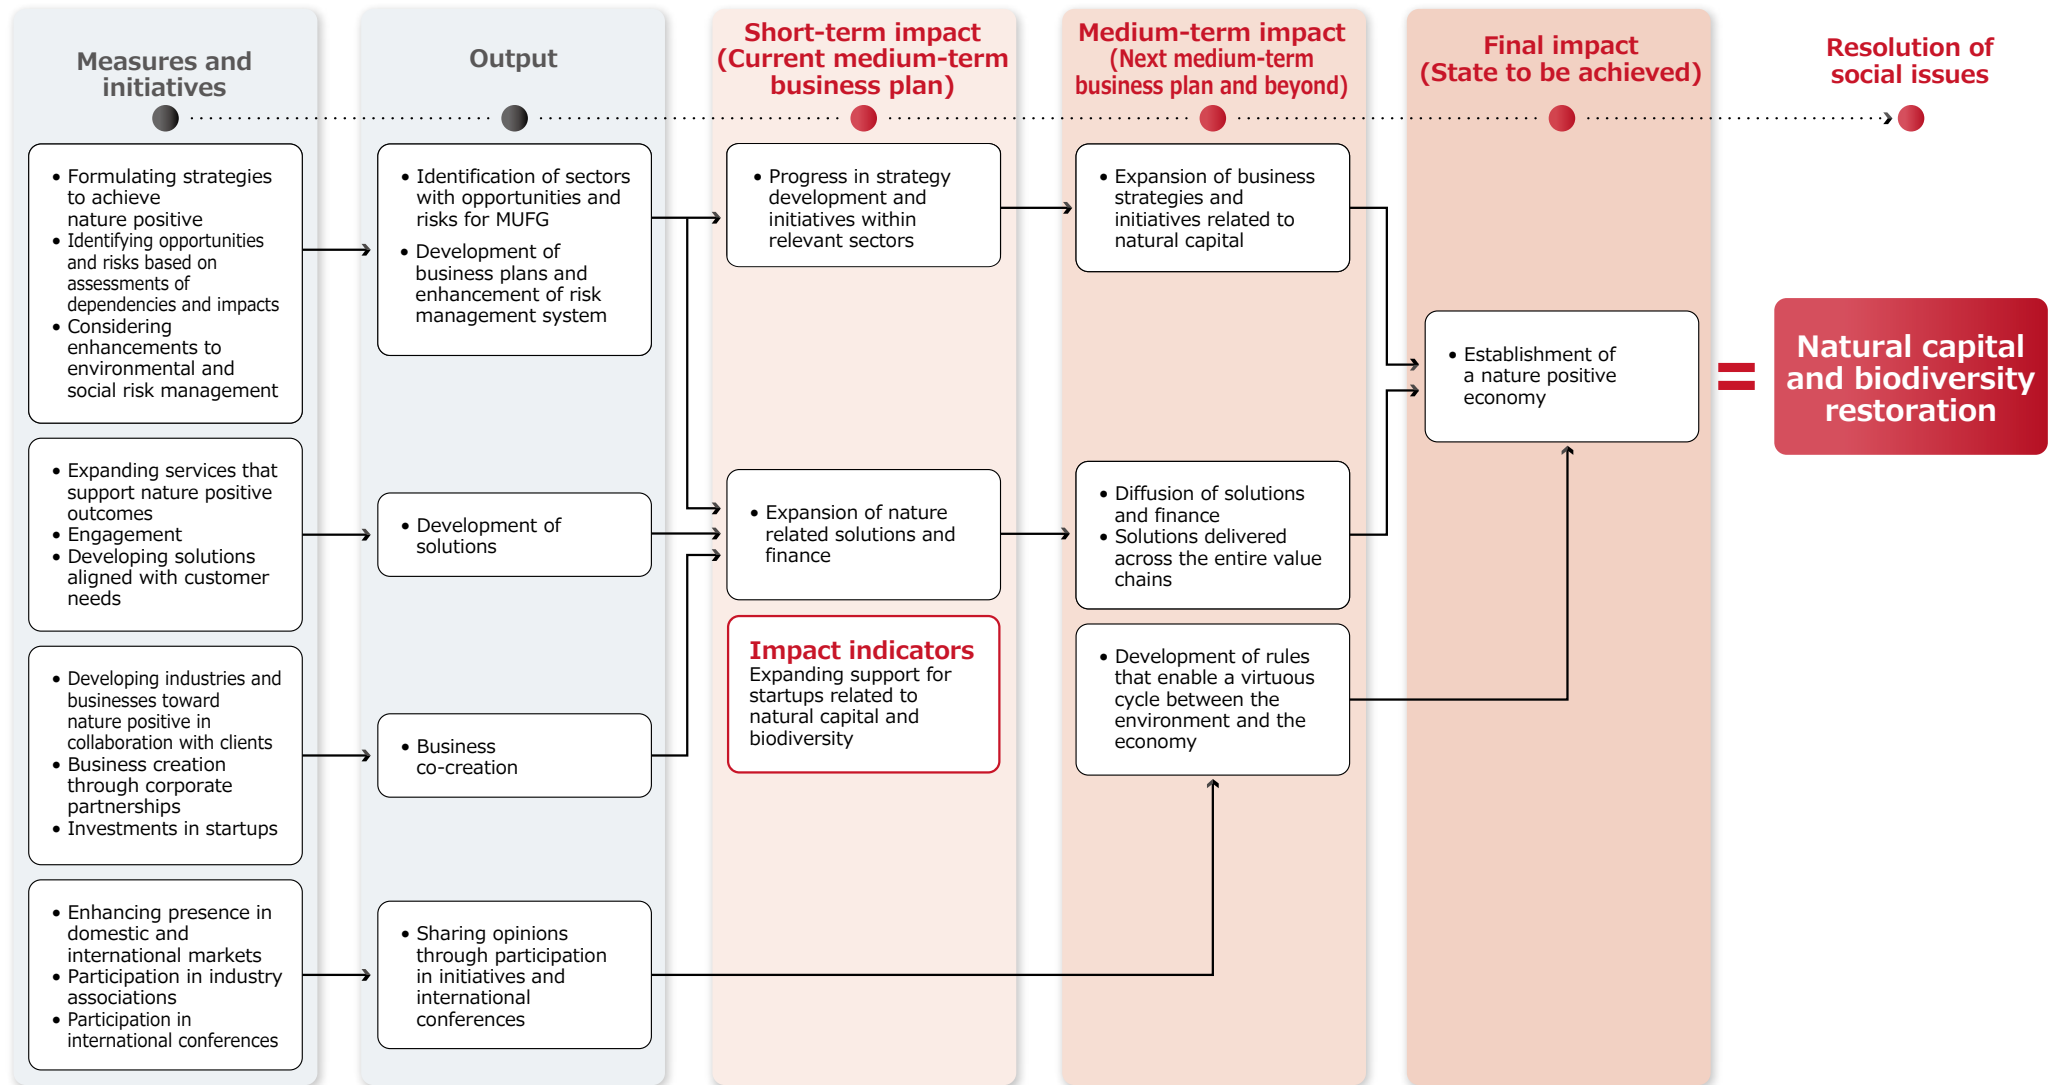 Measures and
initiatives
Output
Short-term impact
(Current medium-term
business plan)
Medium-term impact
(Next medium-term
business plan and beyond)
Final impact
(State to be achieved)
Resolution of
social issues
• Formulating strategies
to achieve
nature positive
• Identifying opportunities
and risks based on
assessments of
dependencies and impacts
• Considering
enhancements to
environmental and
social risk management
• Expanding services that
support nature positive
outcomes
• Engagement
• Developing solutions
aligned with customer
needs
• Developing industries and
businesses toward
nature positive in
collaboration with clients
• Business creation
through corporate
partnerships
• Investments in startups
• Enhancing presence in
domestic and
international markets
• Participation in industry
associations
• Participation in
international conferences
• Identification of sectors
with opportunities and
risks for MUFG
• Development of
business plans and
enhancement of risk
management system
• Development of
solutions
• Business
co-creation
• Sharing opinions
through participation
in initiatives and
international
conferences
• Progress in strategy
development and
initiatives within
relevant sectors
• Expansion of nature
related solutions and
finance
Impact indicators
Expanding support for
startups related to
natural capital and
biodiversity
• Expansion of business
strategies and
initiatives related to
natural capital
• Diffusion of solutions
and finance
• Solutions delivered
across the entire value
chains
• Development of rules
that enable a virtuous
cycle between the
environment and the
economy
• Establishment of
a nature positive
economy
=
Natural capital
and biodiversity
restoration